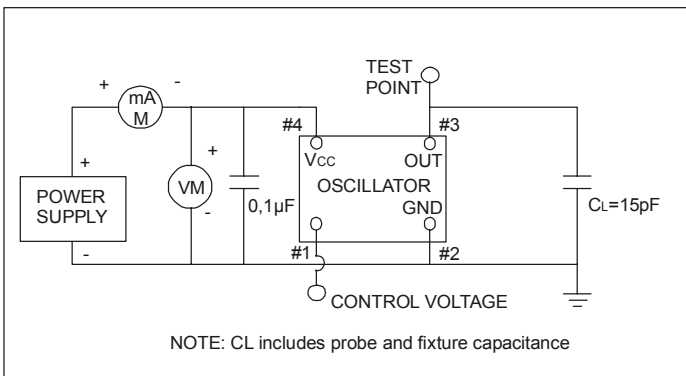 TEST
POINT
+ mA - 
M
#4 #3
+ + Vcc OUT
POWER
SUPPLY
VM 0,1µF OSCILLATOR
GND CL=15pF
-
- #1 #2
CONTROL VOLTAGE
NOTE: CL includes probe and fixture capacitance